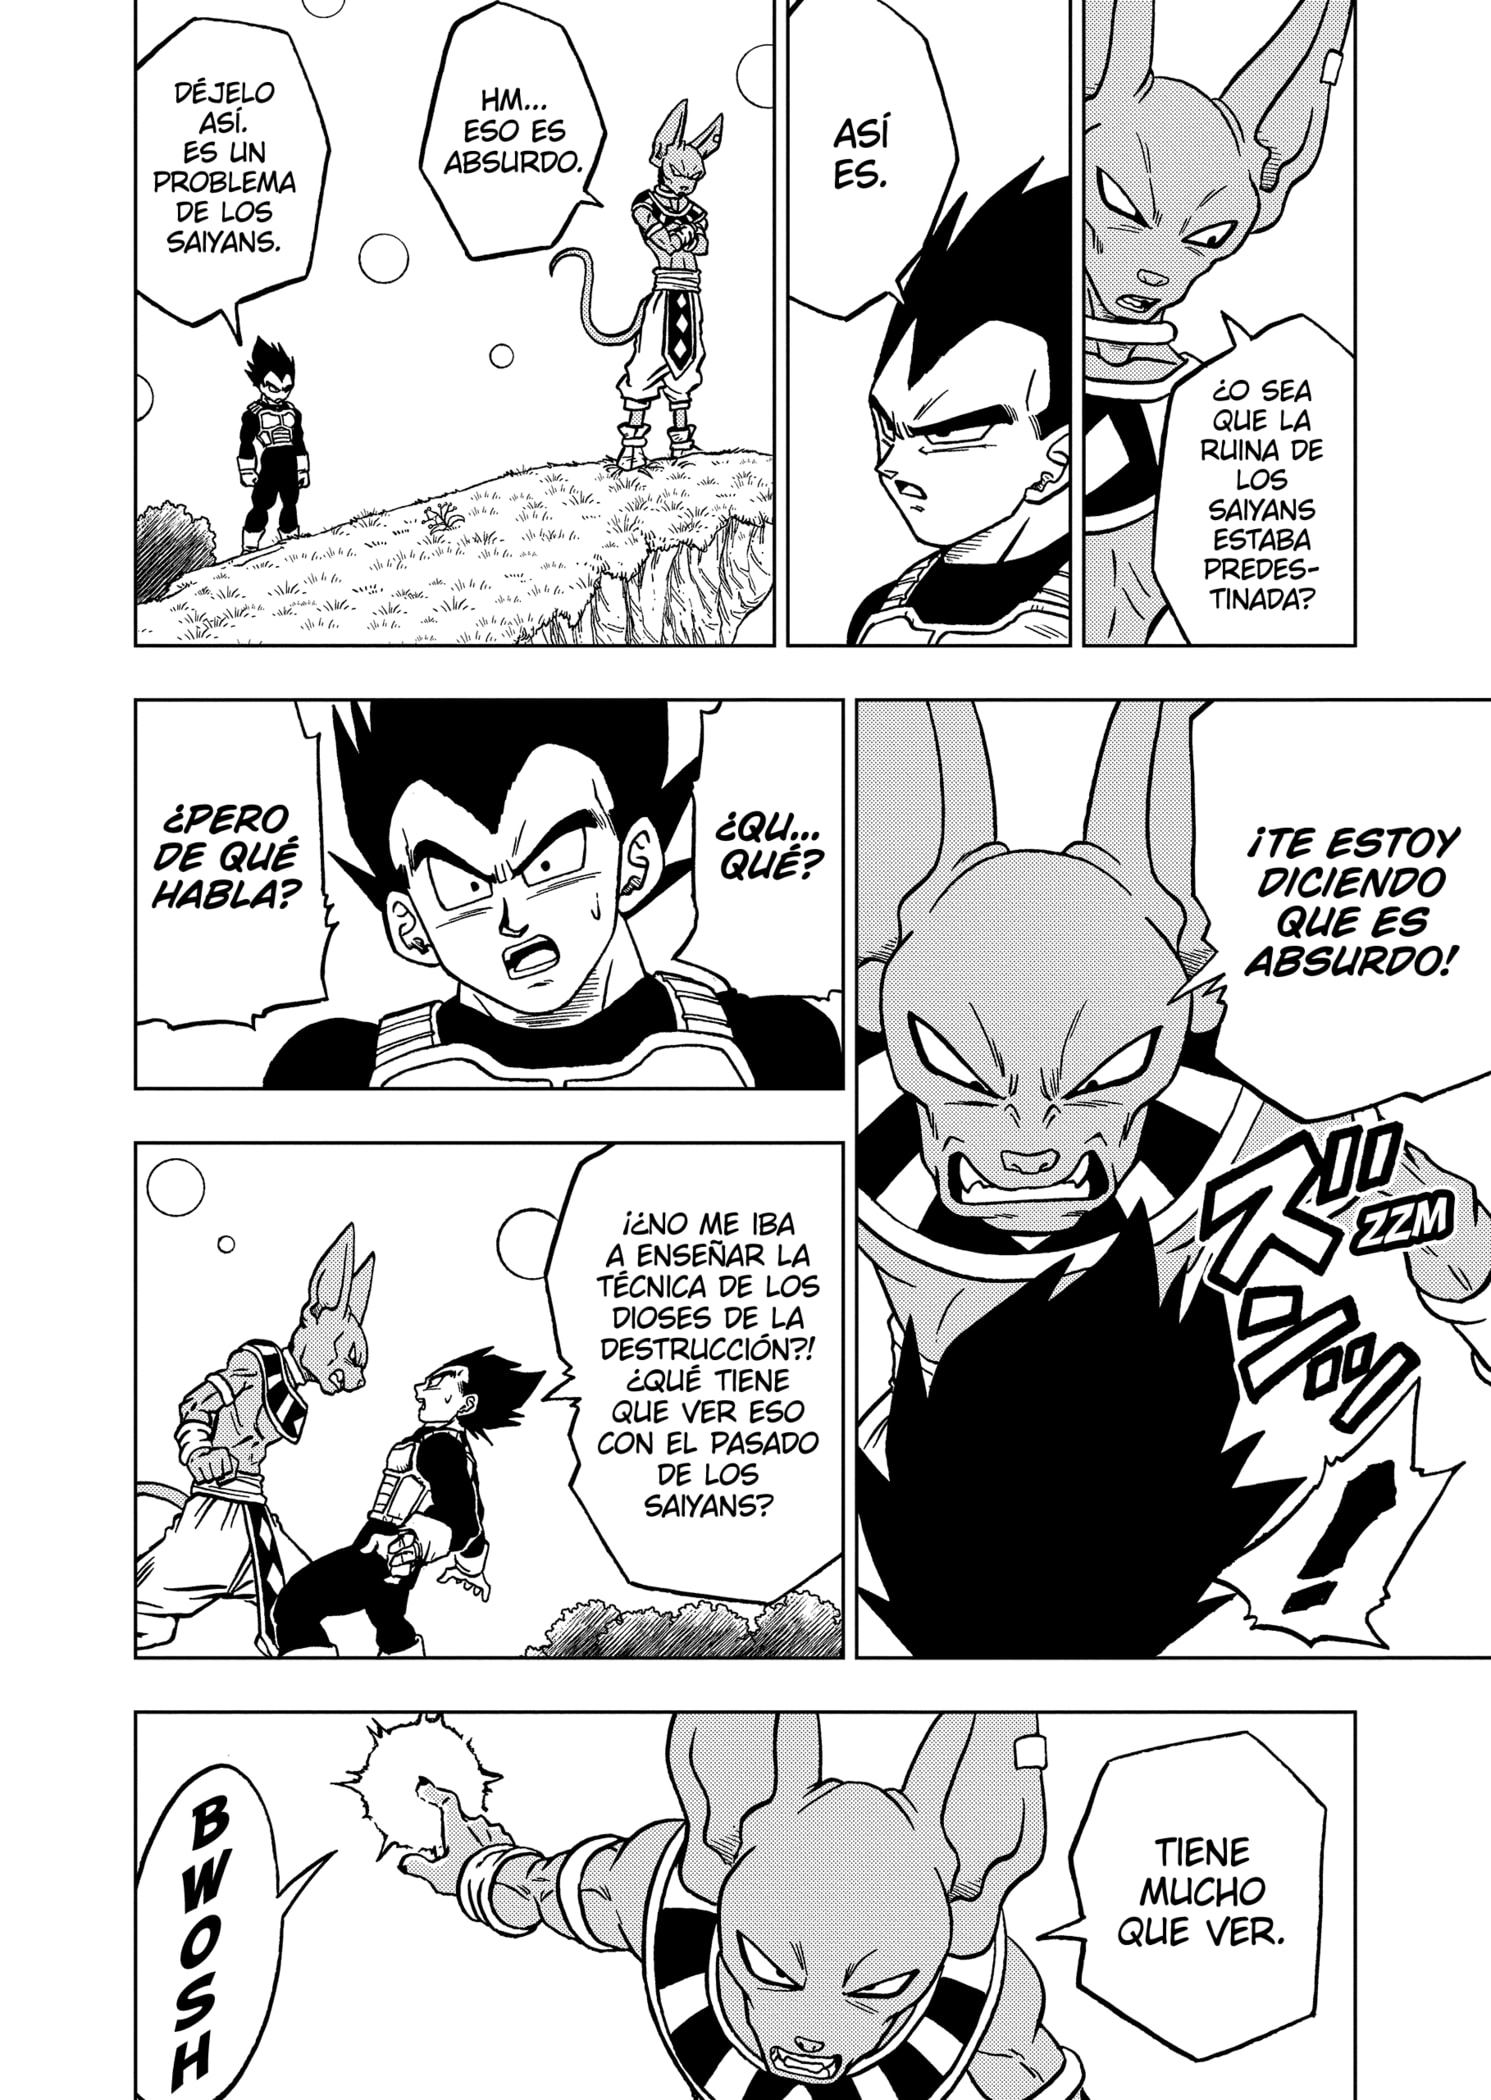 ¿O SEA
QUE LA
RUINA DE
LOS
SAIYANS
ESTABA
PREDES-
TINADA?
ASÍ
ES.
HM...
ESO ES
ABSURDO.
DÉJELO
ASÍ.
ES UN
PROBLEMA
DE LOS
SAIYANS.
¡TE ESTOY
DICIENDO
QUE ES
ABSURDO!
ズズッ
ZZM
!
¿QU...
QUÉ?
¿PERO
DE QUÉ
HABLA?
¡¿NO ME IBA
A ENSEÑAR LA
TÉCNICA DE LOS
DIOSES DE LA
DESTRUCCIÓN?!
¿QUÉ TIENE
QUE VER ESO
CON EL PASADO
DE LOS
SAIYANS?
TIENE
MUCHO
QUE VER.
BWOSH